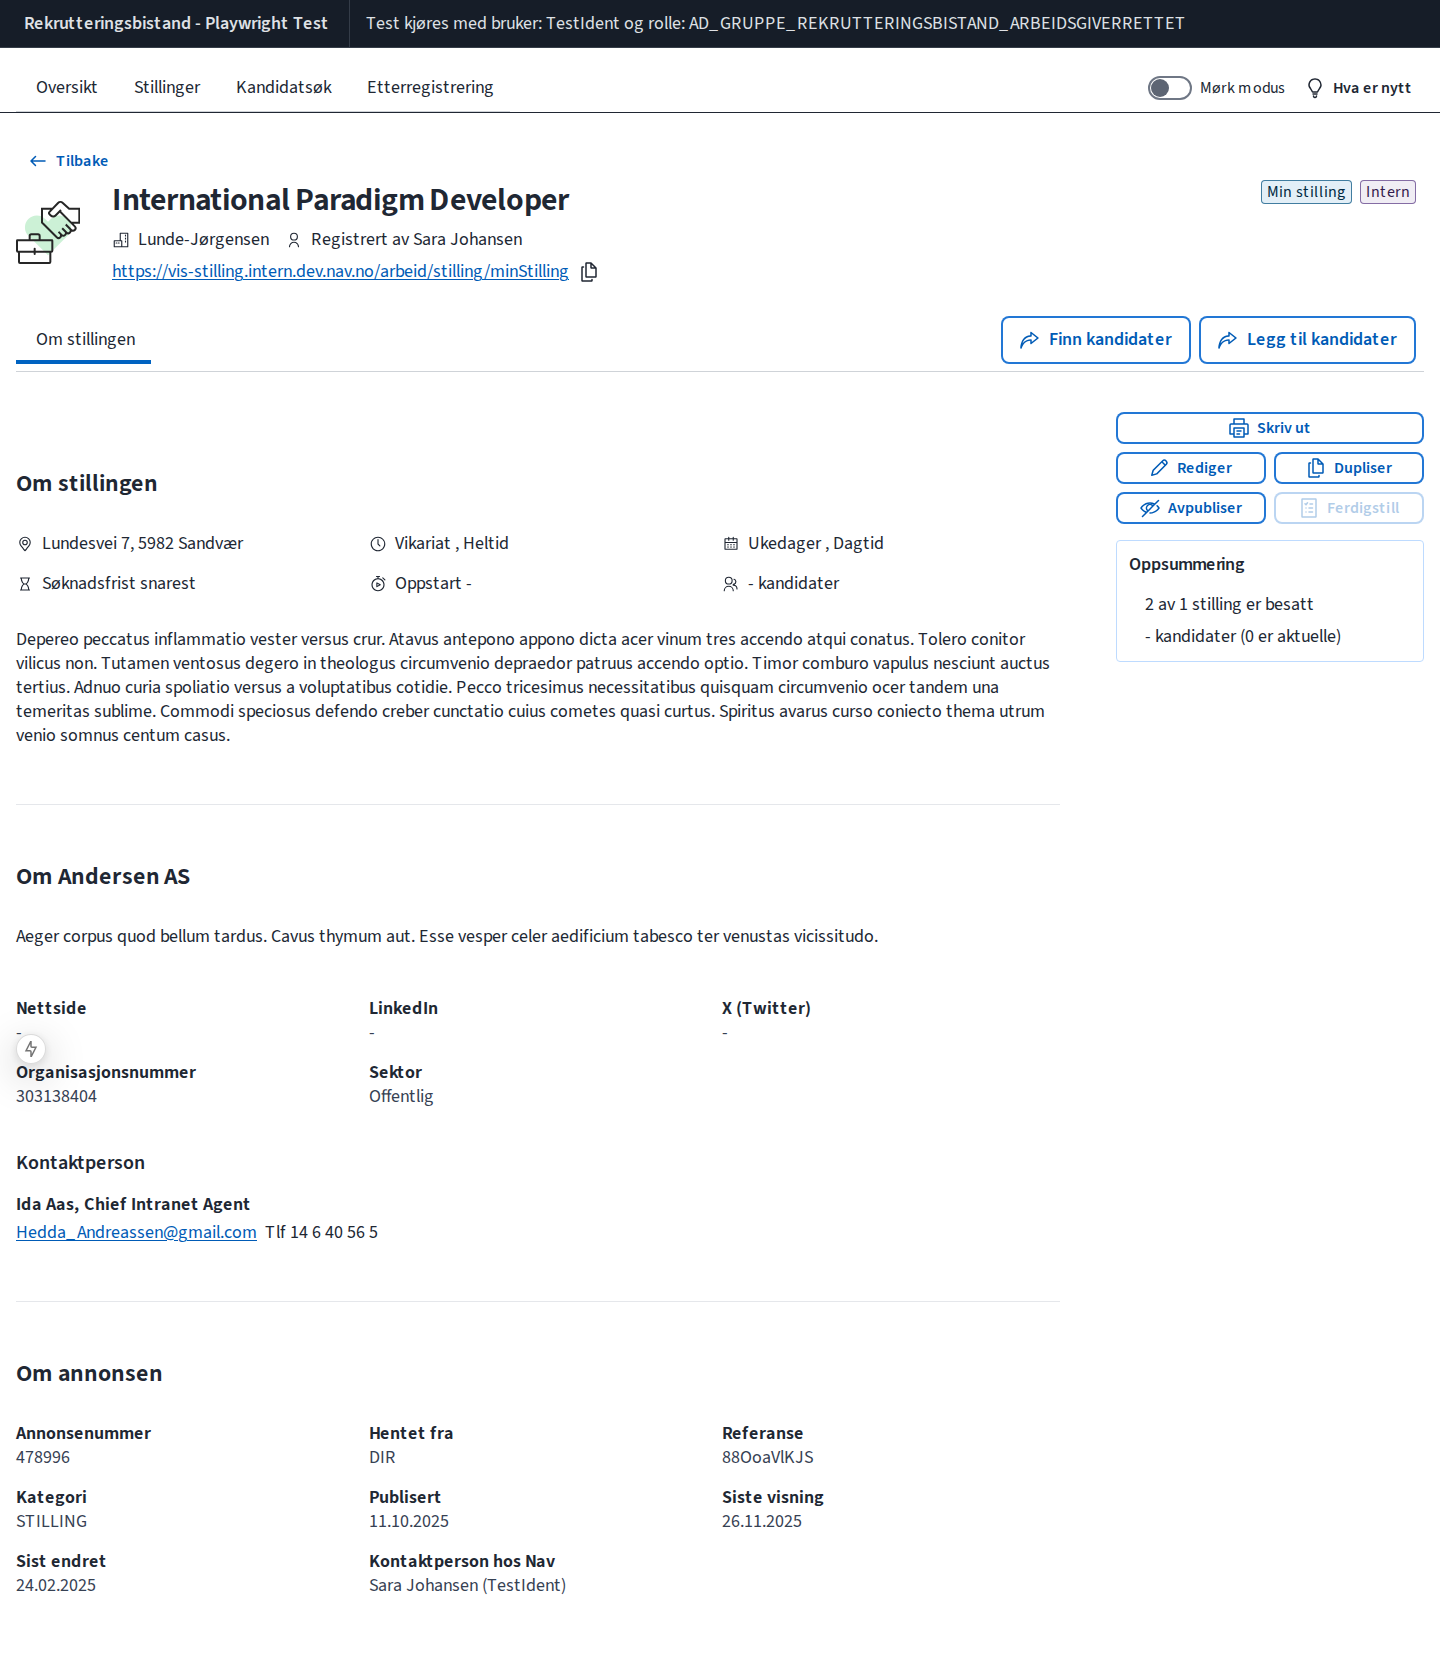 Rekrutteringsbistand - Playwright Test
Test kjøres med bruker: TestIdent og rolle: AD_GRUPPE_REKRUTTERINGSBISTAND_ARBEIDSGIVERRETTET
Oversikt
Stillinger
Kandidatsøk
Etterregistrering
Mørk modus
Hva er nytt
Tilbake
International Paradigm Developer
Min stilling
Intern
Lunde-Jørgensen
Registrert av Sara Johansen
https://vis-stilling.intern.dev.nav.no/arbeid/stilling/minStilling
Om stillingen
Finn kandidater
Legg til kandidater
Skriv ut
Rediger
Dupliser
Avpubliser
Ferdigstill
Oppsummering
2 av 1 stilling er besatt
- kandidater (0 er aktuelle)
Om stillingen
Lundesvei 7, 5982 Sandvær
Vikariat , Heltid
Ukedager , Dagtid
Søknadsfrist snarest
Oppstart -
- kandidater
Depereo peccatus inflammatio vester versus crur. Atavus antepono appono dicta acer vinum tres accendo atqui conatus. Tolero conitor
vilicus non. Tutamen ventosus degero in theologus circumvenio depraedor patruus accendo optio. Timor comburo vapulus nesciunt auctus
tertius. Adnuo curia spoliatio versus a voluptatibus cotidie. Pecco tricesimus necessitatibus quisquam circumvenio ocer tandem una
temeritas sublime. Commodi speciosus defendo creber cunctatio cuius cometes quasi curtus. Spiritus avarus curso coniecto thema utrum
venio somnus centum casus.
Om Andersen AS
Aeger corpus quod bellum tardus. Cavus thymum aut. Esse vesper celer aedificium tabesco ter venustas vicissitudo.
Nettside
LinkedIn
X (Twitter)
-
-
-
Organisasjonsnummer
Sektor
303138404
Offentlig
Kontaktperson
Ida Aas, Chief Intranet Agent
Hedda_Andreassen@gmail.com Tlf 14 6 40 56 5
Om annonsen
Annonsenummer
Hentet fra
Referanse
478996
DIR
88OoaVlKJS
Kategori
Publisert
Siste visning
STILLING
11.10.2025
26.11.2025
Sist endret
Kontaktperson hos Nav
24.02.2025
Sara Johansen (TestIdent)